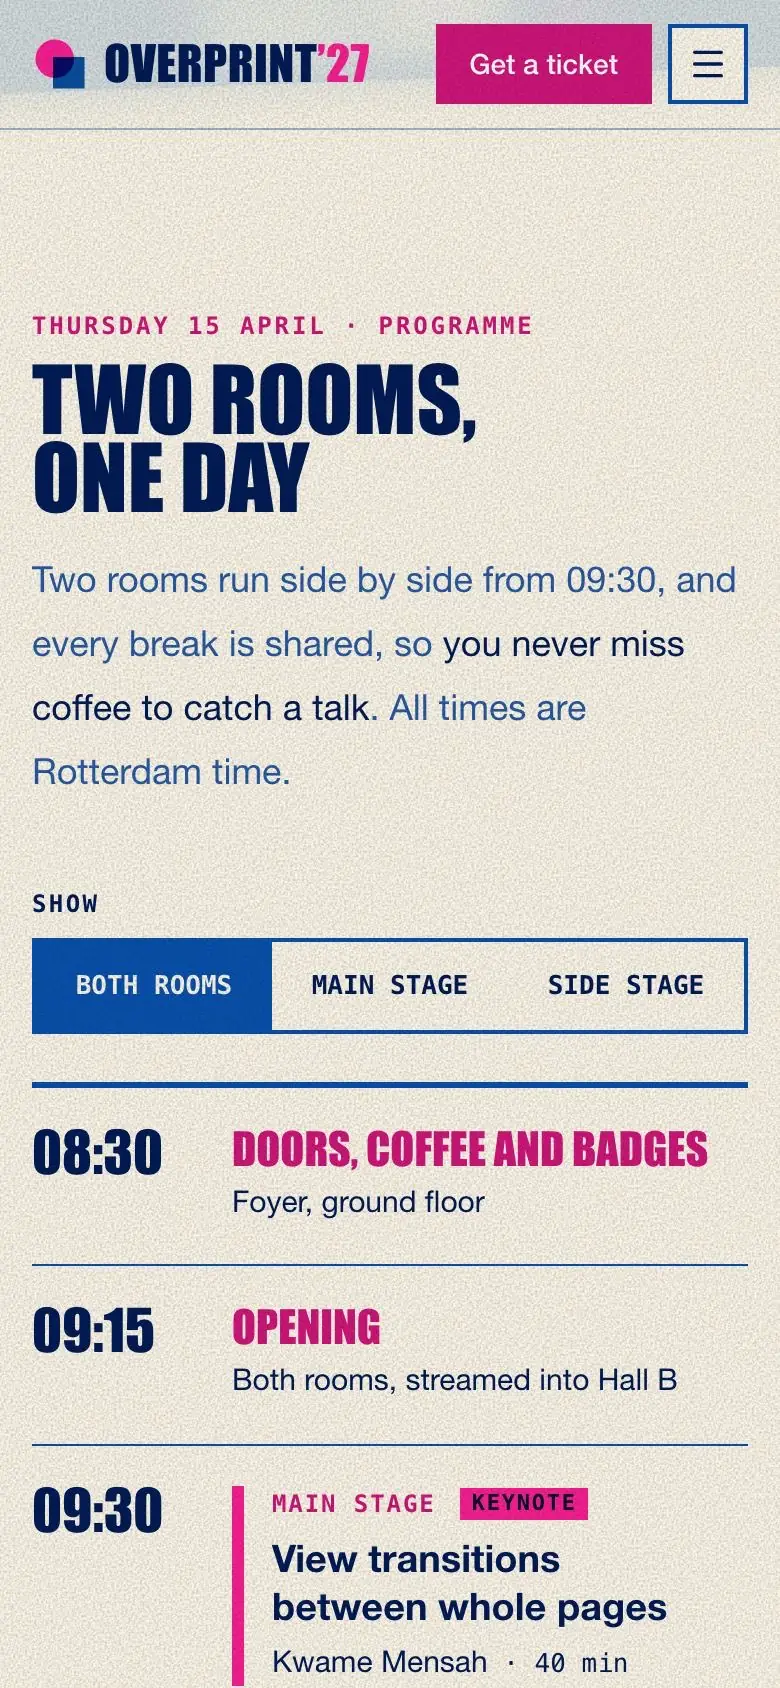 OVERPRINT’27
Get a ticket
THURSDAY 15 APRIL · PROGRAMME
TWO ROOMS,
ONE DAY
Two rooms run side by side from 09:30, and
every break is shared, so you never miss
coffee to catch a talk. All times are
Rotterdam time.
SHOW
BOTH ROOMS
MAIN STAGE
SIDE STAGE
08:30
DOORS, COFFEE AND BADGES
Foyer, ground floor
09:15
OPENING
Both rooms, streamed into Hall B
09:30
MAIN STAGE KEYNOTE
View transitions
between whole pages
Kwame Mensah · 40 min